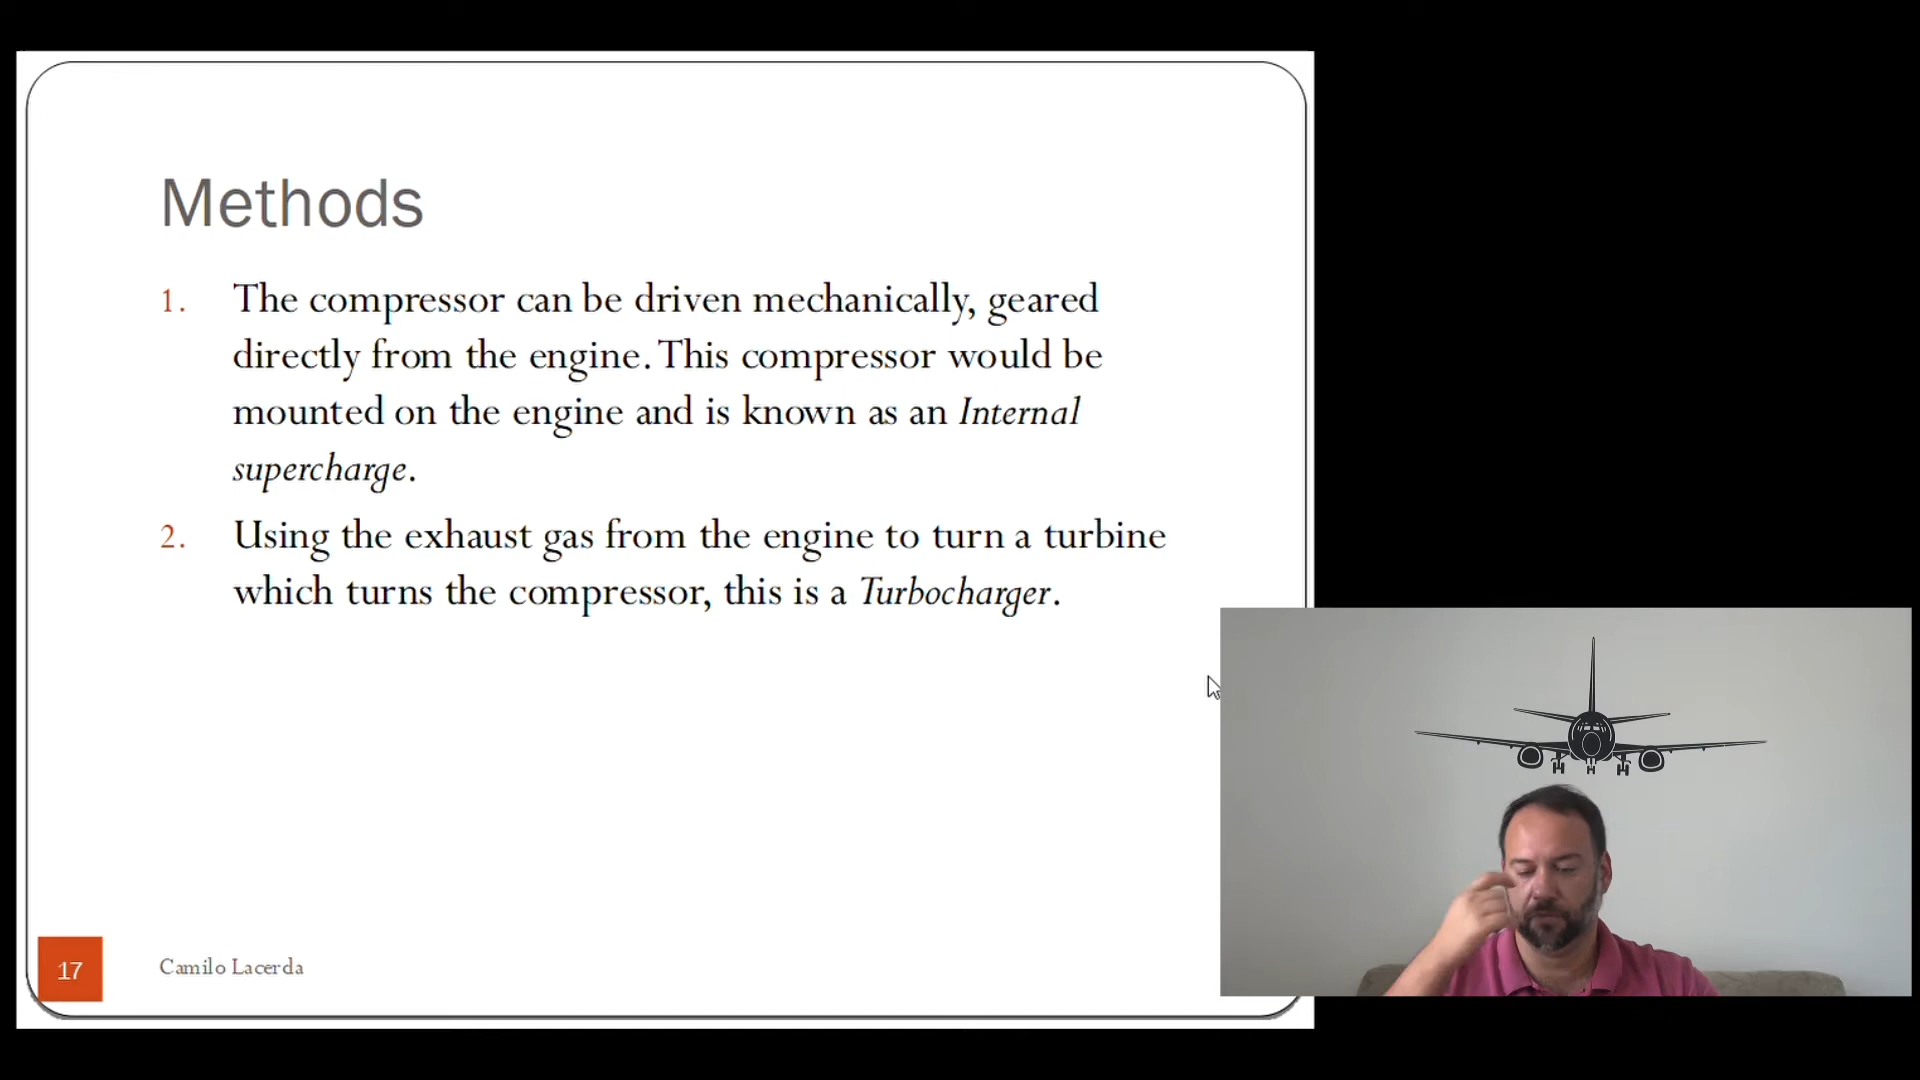 Methods
1. The compressor can be driven mechanically, geared
directly from the engine. This compressor would be
mounted on the engine and is known as an Internal
supercharge.
2. Using the exhaust gas from the engine to turn a turbine
which turns the compressor, this is a Turbocharger.
17 Camilo Lacerda